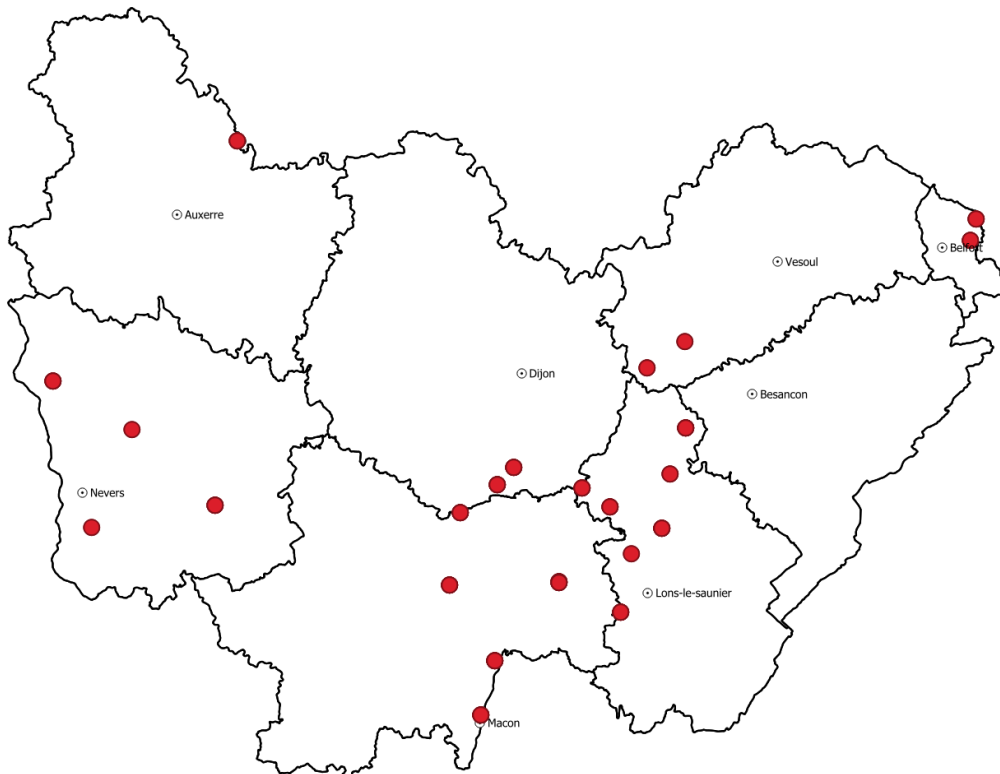 Auxerre
Belfort
Vesoul
Dijon
Besancon
Nevers
Lons-le-saunier
Macon